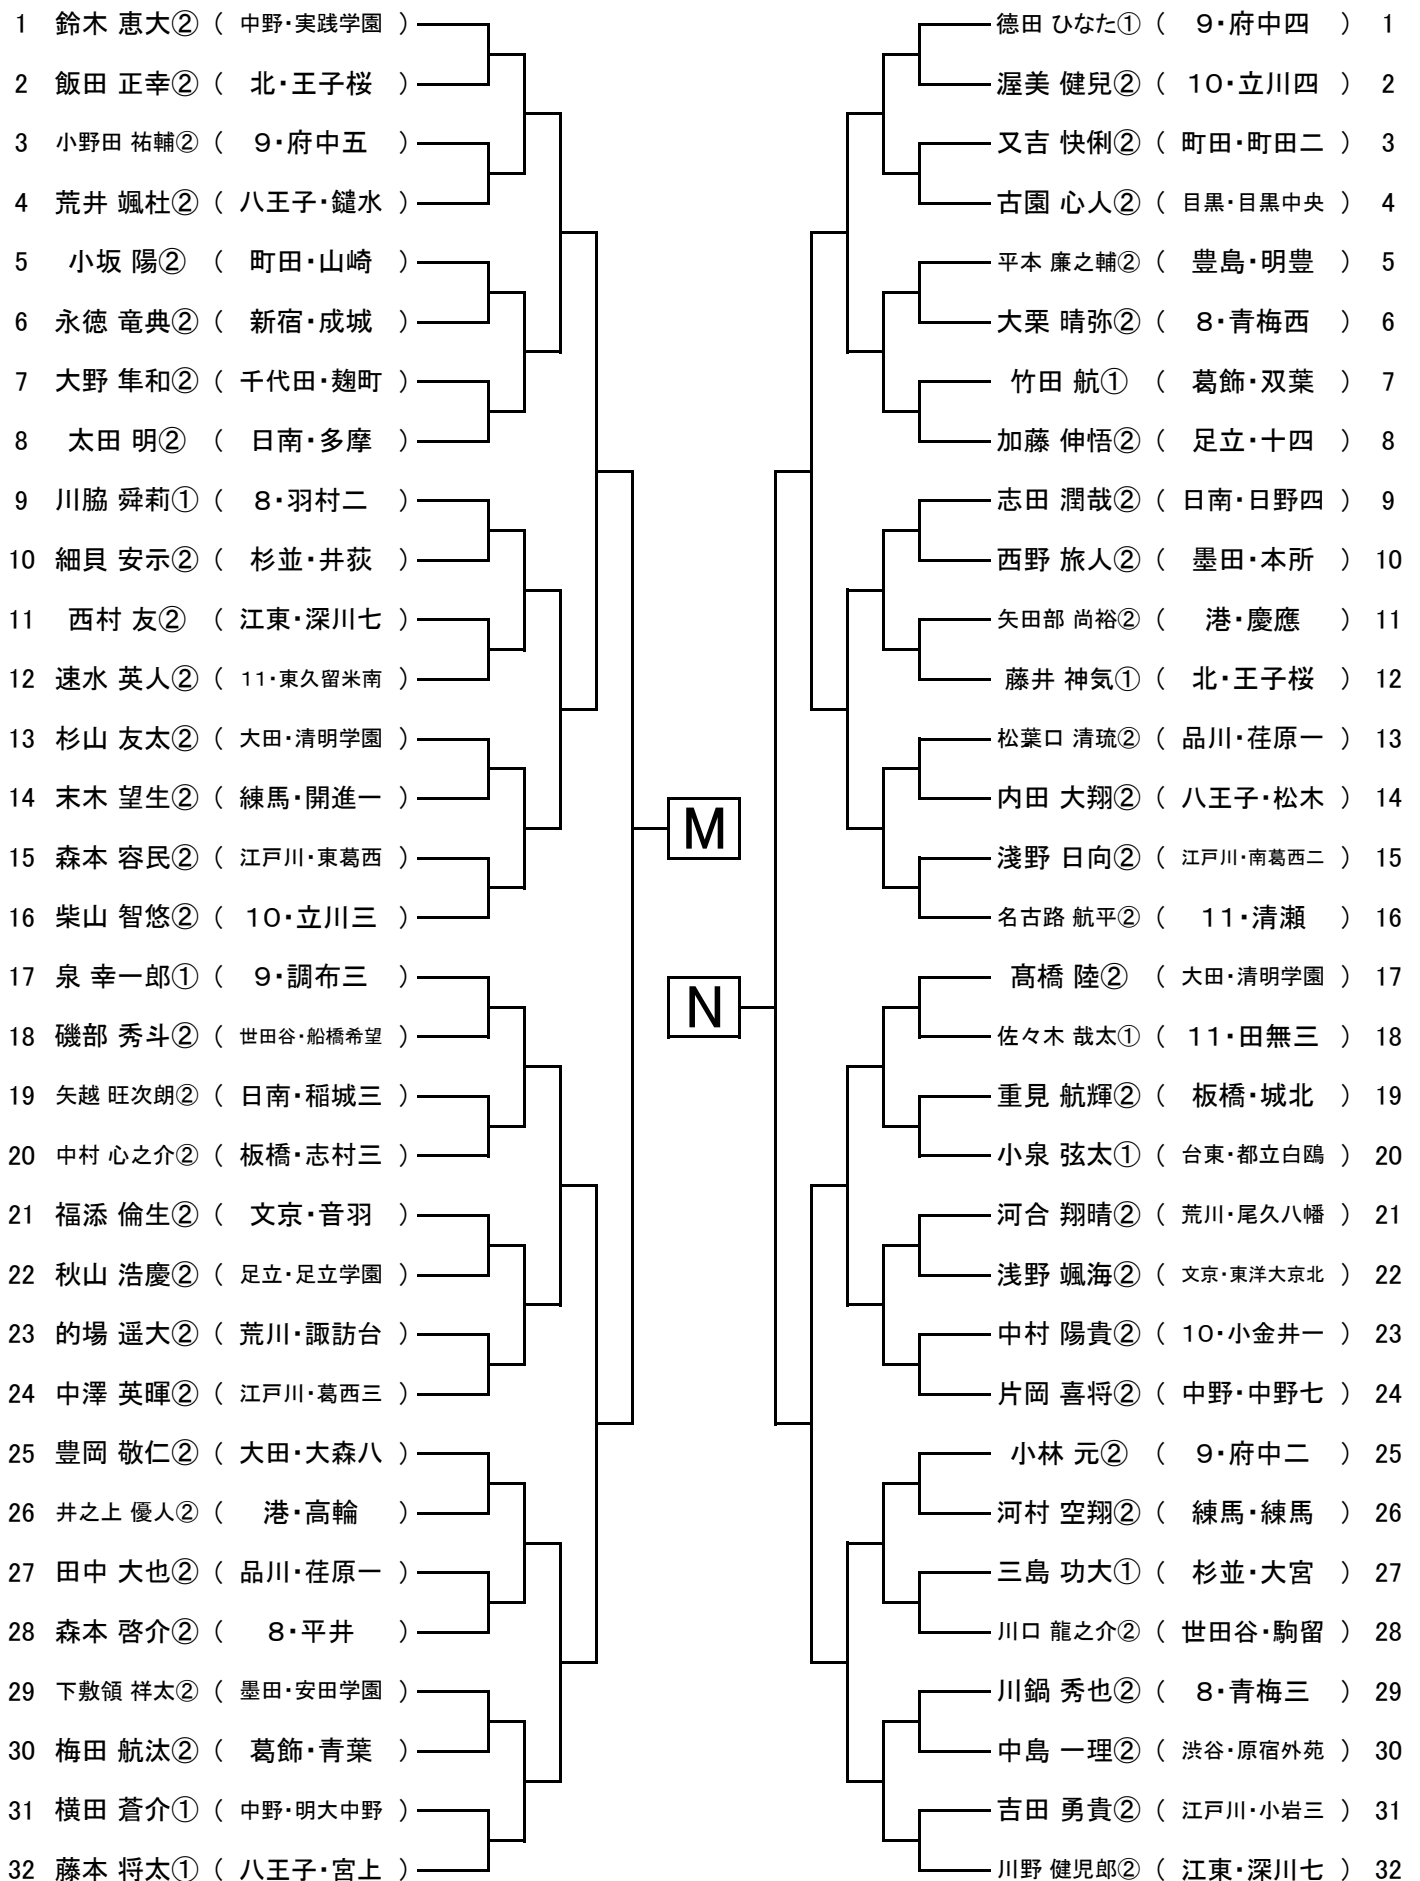 1 鈴木 恵大② （ 中野・実践学園 ）
2 飯田 正幸② （ 北・王子桜 ）
3 小野田 祐輔② （ 9・府中五 ）
4 荒井 颯杜② （ 八王子・鑓水 ）
5 小坂 陽② （ 町田・山崎 ）
6 永徳 竜典② （ 新宿・成城 ）
7 大野 隼和② （ 千代田・麹町 ）
8 太田 明② （ 日南・多摩 ）
9 川脇 舜莉① （ 8・羽村二 ）
10 細貝 安示② （ 杉並・井荻 ）
11 西村 友② （ 江東・深川七 ）
12 速水 英人② （ 11・東久留米南 ）
13 杉山 友太② （ 大田・清明学園 ）
14 末木 望生② （ 練馬・開進一 ）
15 森本 容民② （ 江戸川・東葛西 ）
16 柴山 智悠② （ 10・立川三 ）
17 泉 幸一郎① （ 9・調布三 ）
18 磯部 秀斗② （ 世田谷・船橋希望 ）
19 矢越 旺次朗② （ 日南・稲城三 ）
20 中村 心之介② （ 板橋・志村三 ）
21 福添 倫生② （ 文京・音羽 ）
22 秋山 浩慶② （ 足立・足立学園 ）
23 的場 遥大② （ 荒川・諏訪台 ）
24 中澤 英暉② （ 江戸川・葛西三 ）
25 豊岡 敬仁② （ 大田・大森八 ）
26 井之上 優人② （ 港・高輪 ）
27 田中 大也② （ 品川・荏原一 ）
28 森本 啓介② （ 8・平井 ）
29 下敷領 祥太② （ 墨田・安田学園 ）
30 梅田 航汰② （ 葛飾・青葉 ）
31 横田 蒼介① （ 中野・明大中野 ）
32 藤本 将太① （ 八王子・宮上 ）
M
N
德田 ひなた① （ 9・府中四 ） 1
渥美 健兒② （ 10・立川四 ） 2
又吉 快俐② （ 町田・町田二 ） 3
古園 心人② （ 目黒・目黒中央 ） 4
平本 廉之輔② （ 豊島・明豊 ） 5
大栗 晴弥② （ 8・青梅西 ） 6
竹田 航① （ 葛飾・双葉 ） 7
加藤 伸悟② （ 足立・十四 ） 8
志田 潤哉② （ 日南・日野四 ） 9
西野 旅人② （ 墨田・本所 ） 10
矢田部 尚裕② （ 港・慶應 ） 11
藤井 神気① （ 北・王子桜 ） 12
松葉口 清琉② （ 品川・荏原一 ） 13
内田 大翔② （ 八王子・松木 ） 14
淺野 日向② （ 江戸川・南葛西二 ） 15
名古路 航平② （ 11・清瀬 ） 16
髙橋 陸② （ 大田・清明学園 ） 17
佐々木 哉太① （ 11・田無三 ） 18
重見 航輝② （ 板橋・城北 ） 19
小泉 弦太① （ 台東・都立白鴎 ） 20
河合 翔晴② （ 荒川・尾久八幡 ） 21
浅野 颯海② （ 文京・東洋大京北 ） 22
中村 陽貴② （ 10・小金井一 ） 23
片岡 喜将② （ 中野・中野七 ） 24
小林 元② （ 9・府中二 ） 25
河村 空翔② （ 練馬・練馬 ） 26
三島 功大① （ 杉並・大宮 ） 27
川口 龍之介② （ 世田谷・駒留 ） 28
川鍋 秀也② （ 8・青梅三 ） 29
中島 一理② （ 渋谷・原宿外苑 ） 30
吉田 勇貴② （ 江戸川・小岩三 ） 31
川野 健児郎② （ 江東・深川七 ） 32